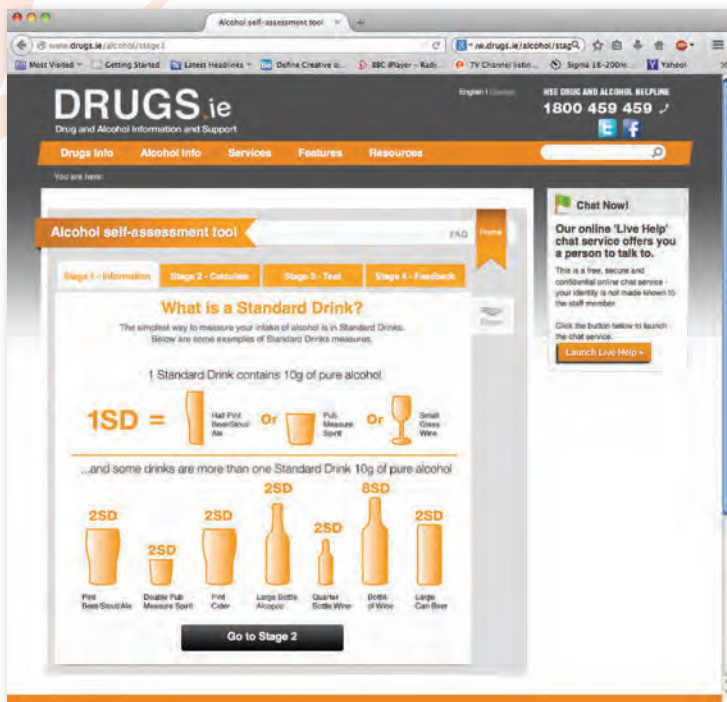 Alcohol self-assessment tool
www.drugs.ie/alcohol/stage1
Most Visited
Getting Started
Latest Headlines
Define Creative o...
BBC iPlayer - Radi...
TV Channel listin...
Sigma 18-200m...
Yahoo!
DRUGS.ie
Drug and Alcohol Information and Support
English |
HSE DRUG AND ALCOHOL HELPLINE
1800 459 459
Drugs Info
Alcohol Info
Services
Features
Resources
You are here:
Alcohol self-assessment tool
FAQ
Home
Stage 1 - Information
Stage 2 - Calculate
Stage 3 - Test
Stage 4 - Feedback
What is a Standard Drink?
The simplest way to measure your intake of alcohol is in Standard Drinks.
Below are some examples of Standard Drinks measures.
1 Standard Drink contains 10g of pure alcohol
1SD =
Half Pint
Beer/Stout/
Ale
Or
Pub
Measure
Spirit
or
Small
Glass
Wine
...and some drinks are more than one Standard Drink 10g of pure alcohol
2SD
2SD
2SD
2SD
2SD
8SD
2SD
Pint
Beer/Stout/Ale
Double Pub
Measure Spirit
Pint
Cider
Large Bottle
Alcopop
Quarter
Bottle Wine
Bottle
of Wine
Large
Can Beer
Go to Stage 2
Chat Now!
Our online 'Live Help'
chat service offers you
a person to talk to.
This is a free, secure and
confidential online chat service -
your identity is not made known to
the staff member.
Click the button below to launch
the chat service.
Launch Live Help »